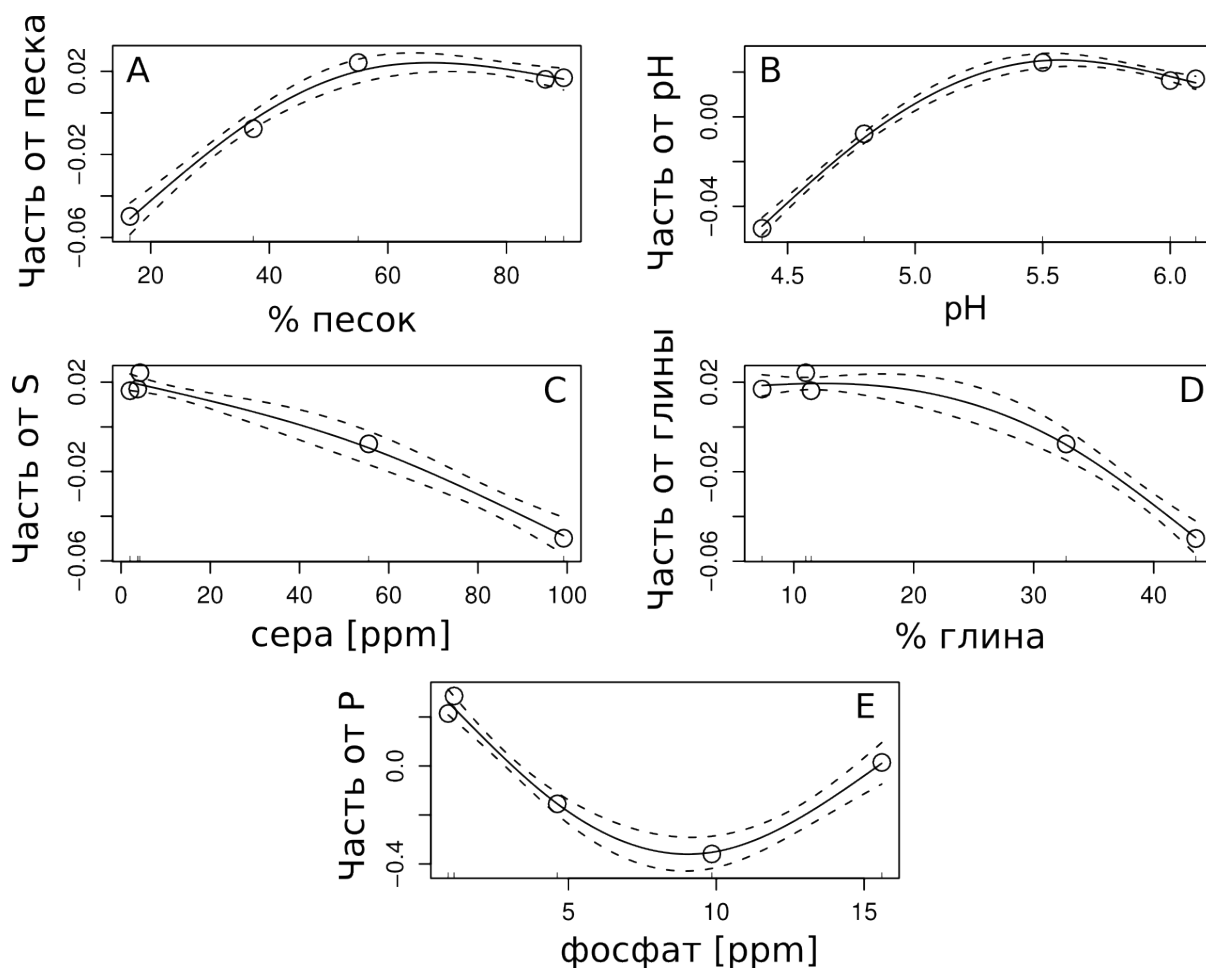 A
Часть от песка
0.02
−0.02
−0.06
20 40 60 80
% песок
B
Часть от pH
0.00
−0.04
4.5 5.0 5.5 6.0
pH
C
Часть от S
0.02
−0.02
−0.06
0 20 40 60 80 100
сера [ppm]
D
Часть от глины
0.02
−0.02
−0.06
10 20 30 40
% глина
E
Часть от P
0.0
−0.4
5 10 15
фосфат [ppm]